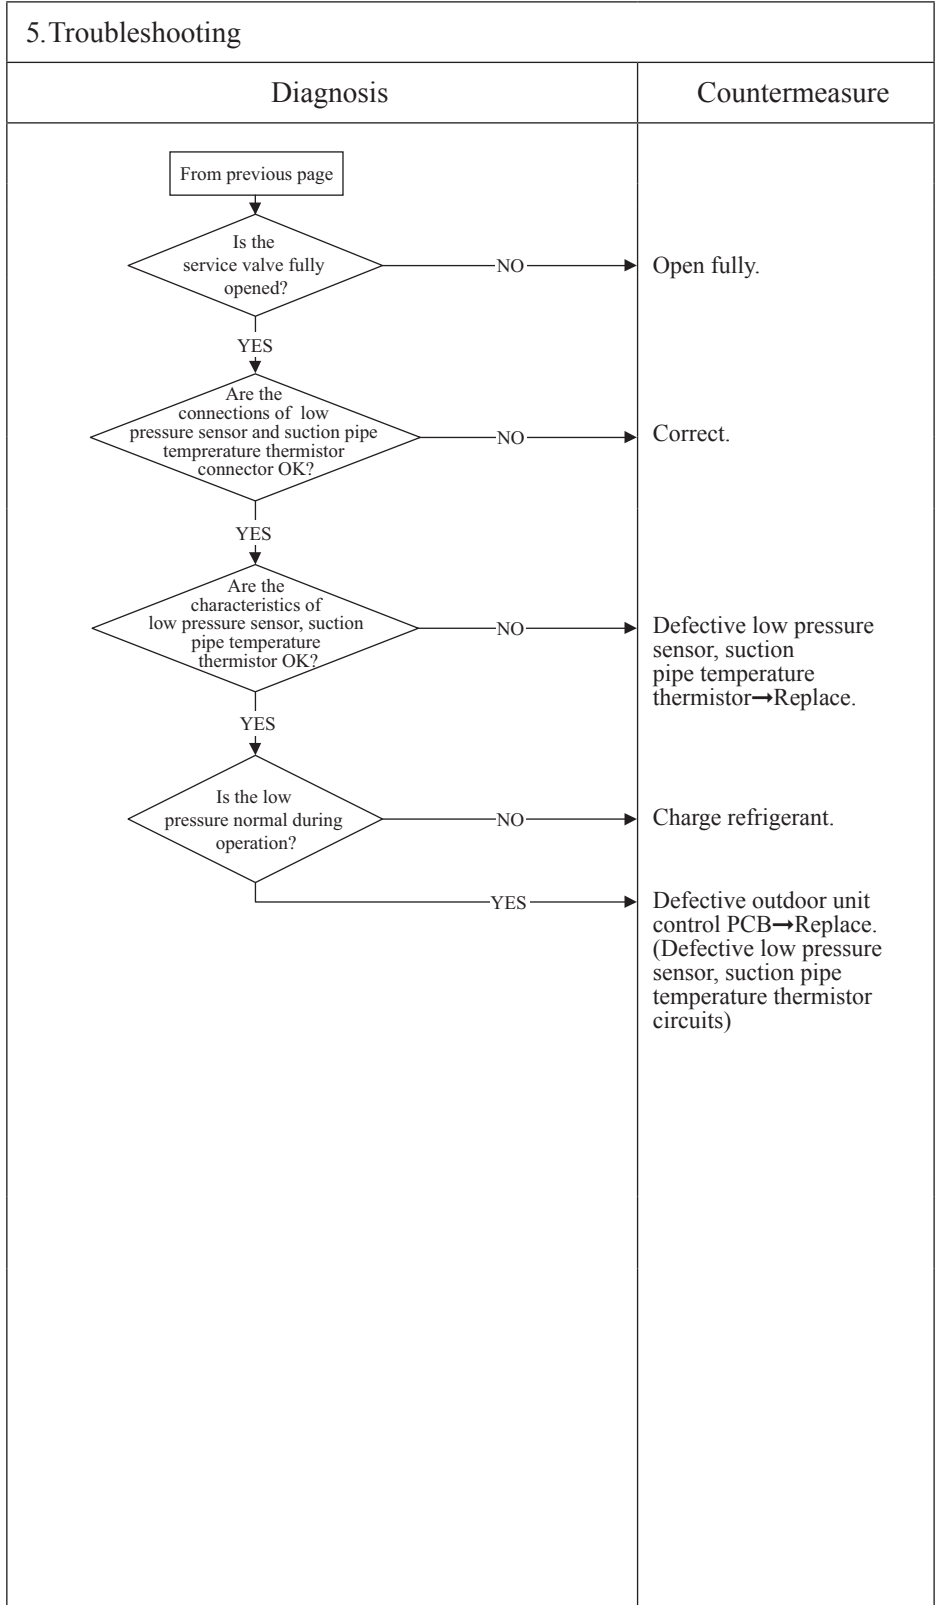 5.Troubleshooting
Diagnosis
Countermeasure
From previous page
Is the
service valve fully
opened?
NO
Open fully.
YES
Are the
connections of low
pressure sensor and suction pipe
temprerature thermistor
connector OK?
NO
Correct.
YES
Are the
characteristics of
low pressure sensor, suction
pipe temperature
thermistor OK?
NO
Defective low pressure
sensor, suction
pipe temperature
thermistor→Replace.
YES
Is the low
pressure normal during
operation?
NO
Charge refrigerant.
YES
Defective outdoor unit
control PCB→Replace.
(Defective low pressure
sensor, suction pipe
temperature thermistor
circuits)